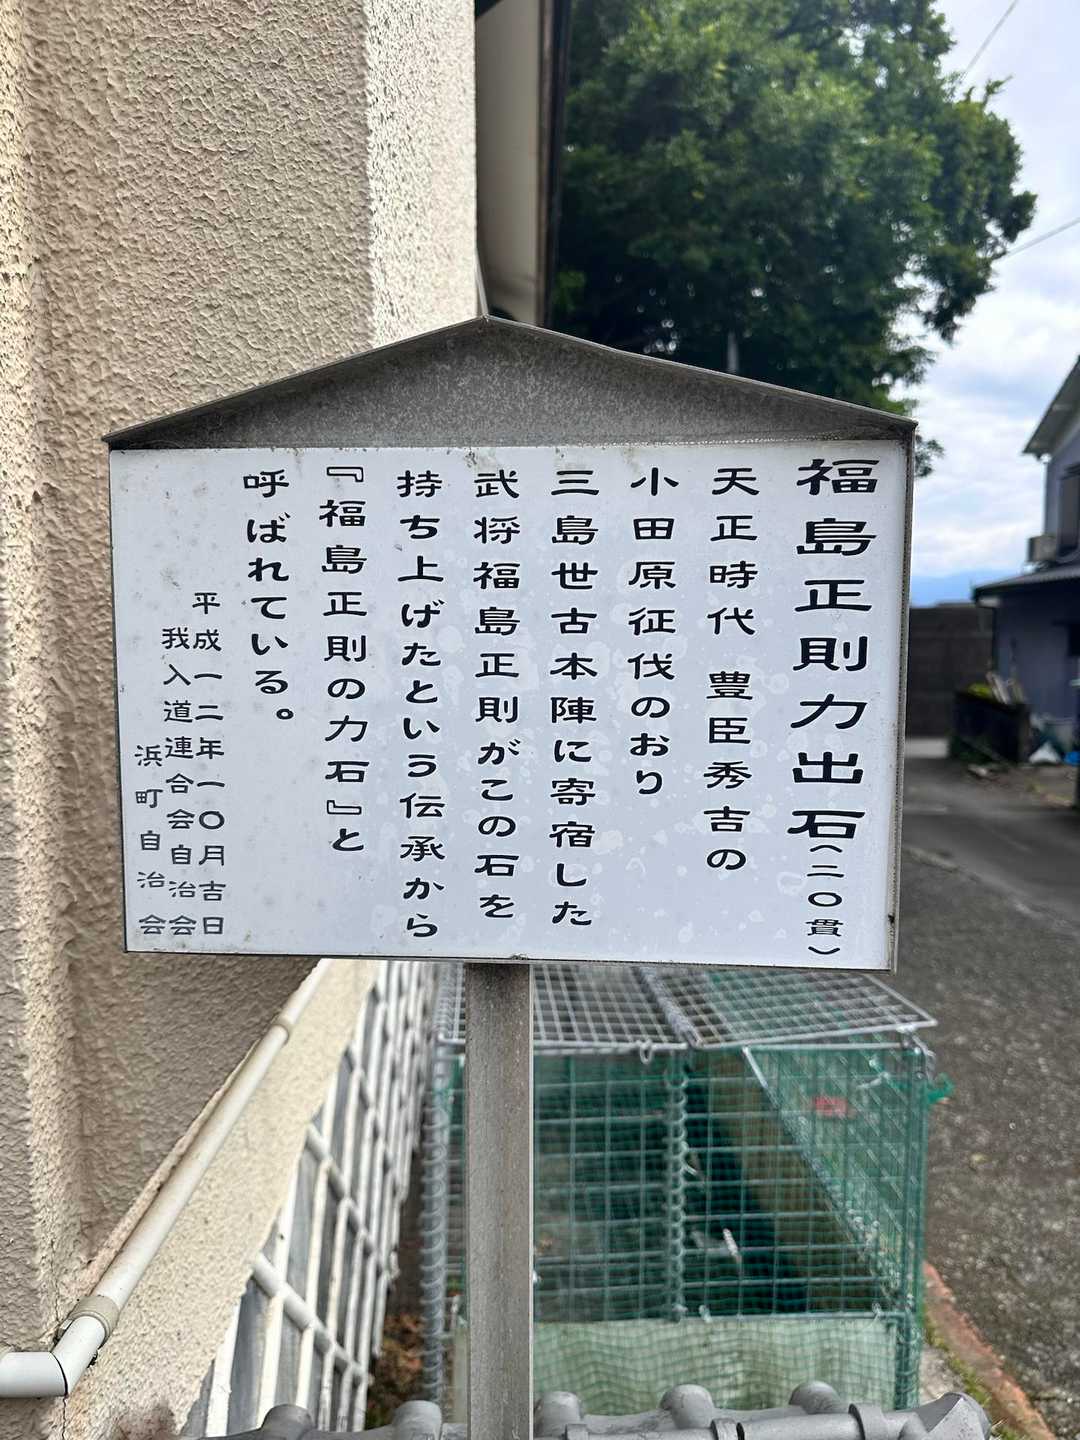 福島正則力出石(三〇貫)
天正時代 豊臣秀吉の
小田原征伐のおり
三島世古本陣に寄宿した
武将福島正則がこの石を
持ち上げたという伝承から
『福島正則の力石』と
呼ばれている。
平成一二年一〇月吉日
我入道連合会自治会
浜町自治会